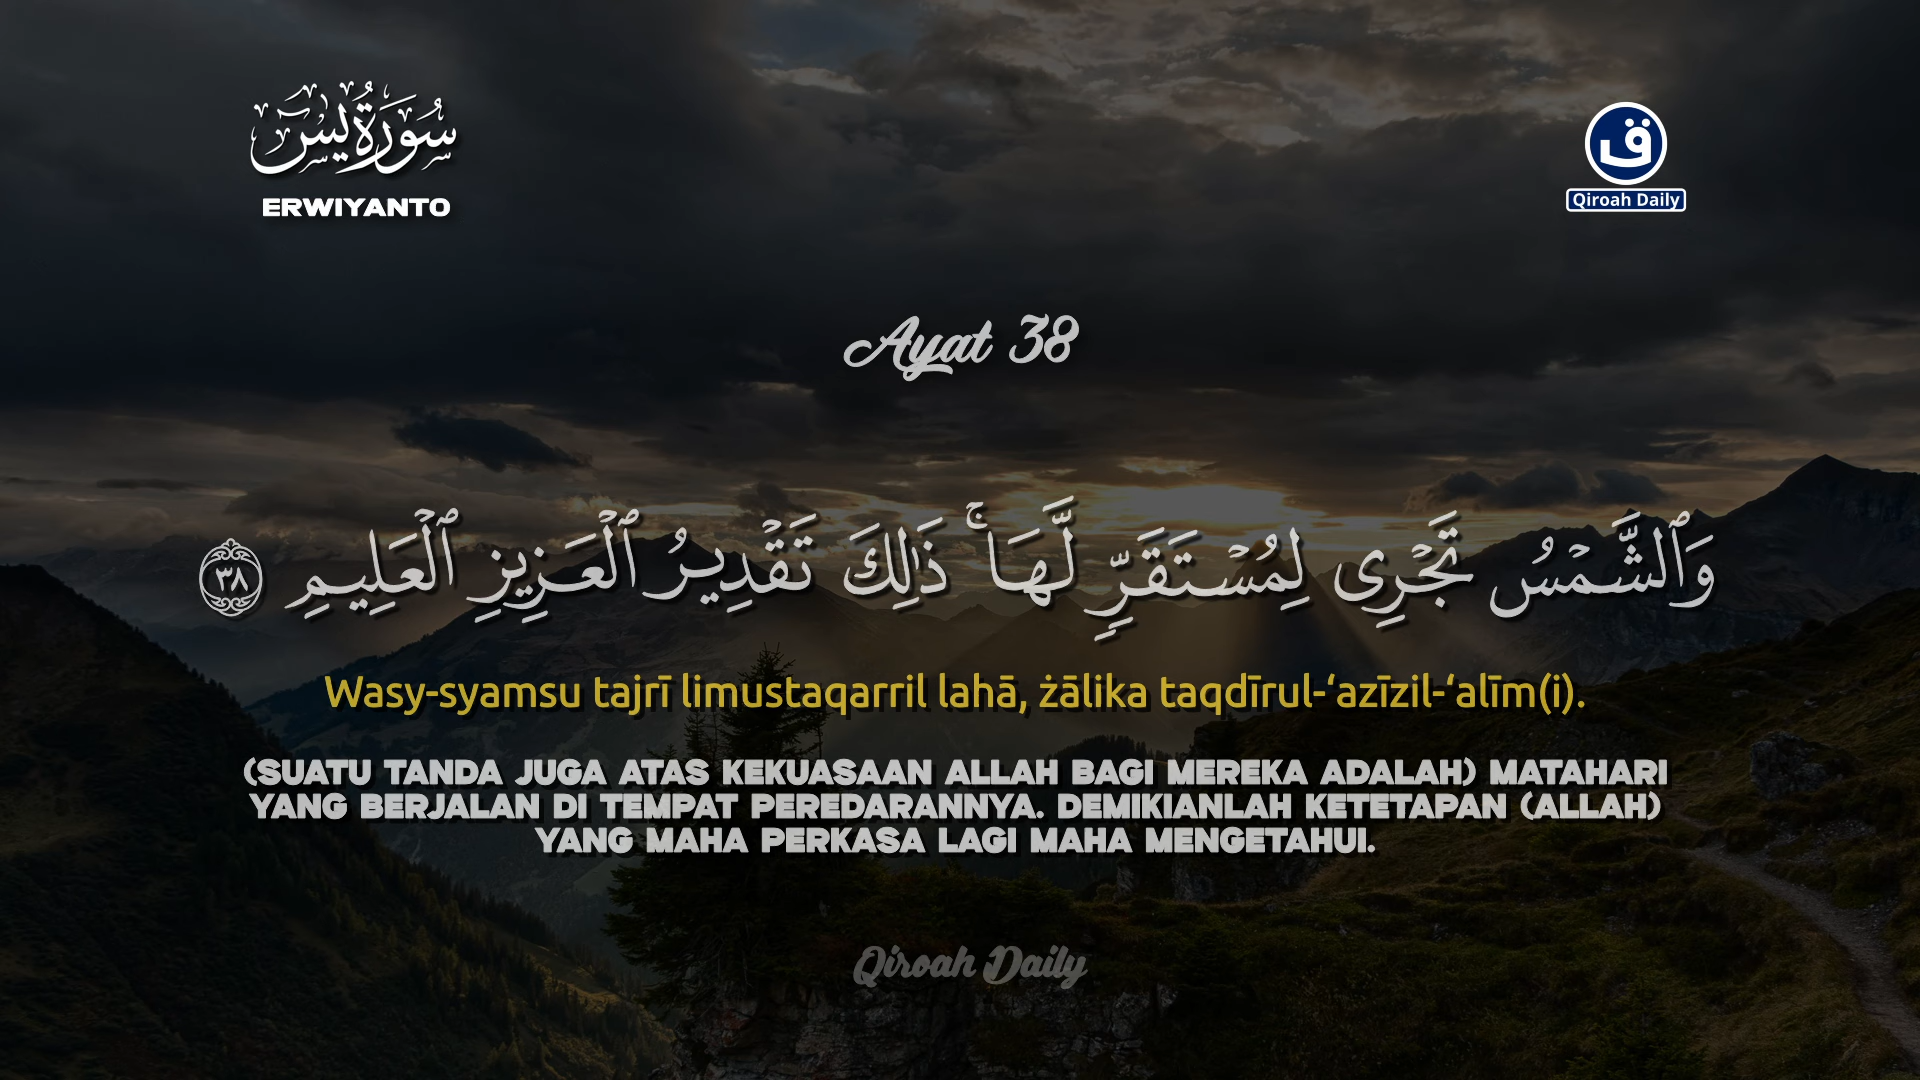 سُورَةُ يسٓ
ERWIYANTO
ق
Qiroah Daily
Ayat 38
وَٱلشَّمْسُ تَجْرِى لِمُسْتَقَرٍّ لَّهَا ۚ ذَٰلِكَ تَقْدِيرُ ٱلْعَزِيزِ ٱلْعَلِيمِ ٣٨
Wasy-syamsu tajrī limustaqarril lahā, żālika taqdīrul-‘azīzil-‘alīm(i).
(SUATU TANDA JUGA ATAS KEKUASAAN ALLAH BAGI MEREKA ADALAH) MATAHARI
YANG BERJALAN DI TEMPAT PEREDARANNYA. DEMIKIANLAH KETETAPAN (ALLAH)
YANG MAHA PERKASA LAGI MAHA MENGETAHUI.
Qiroah Daily